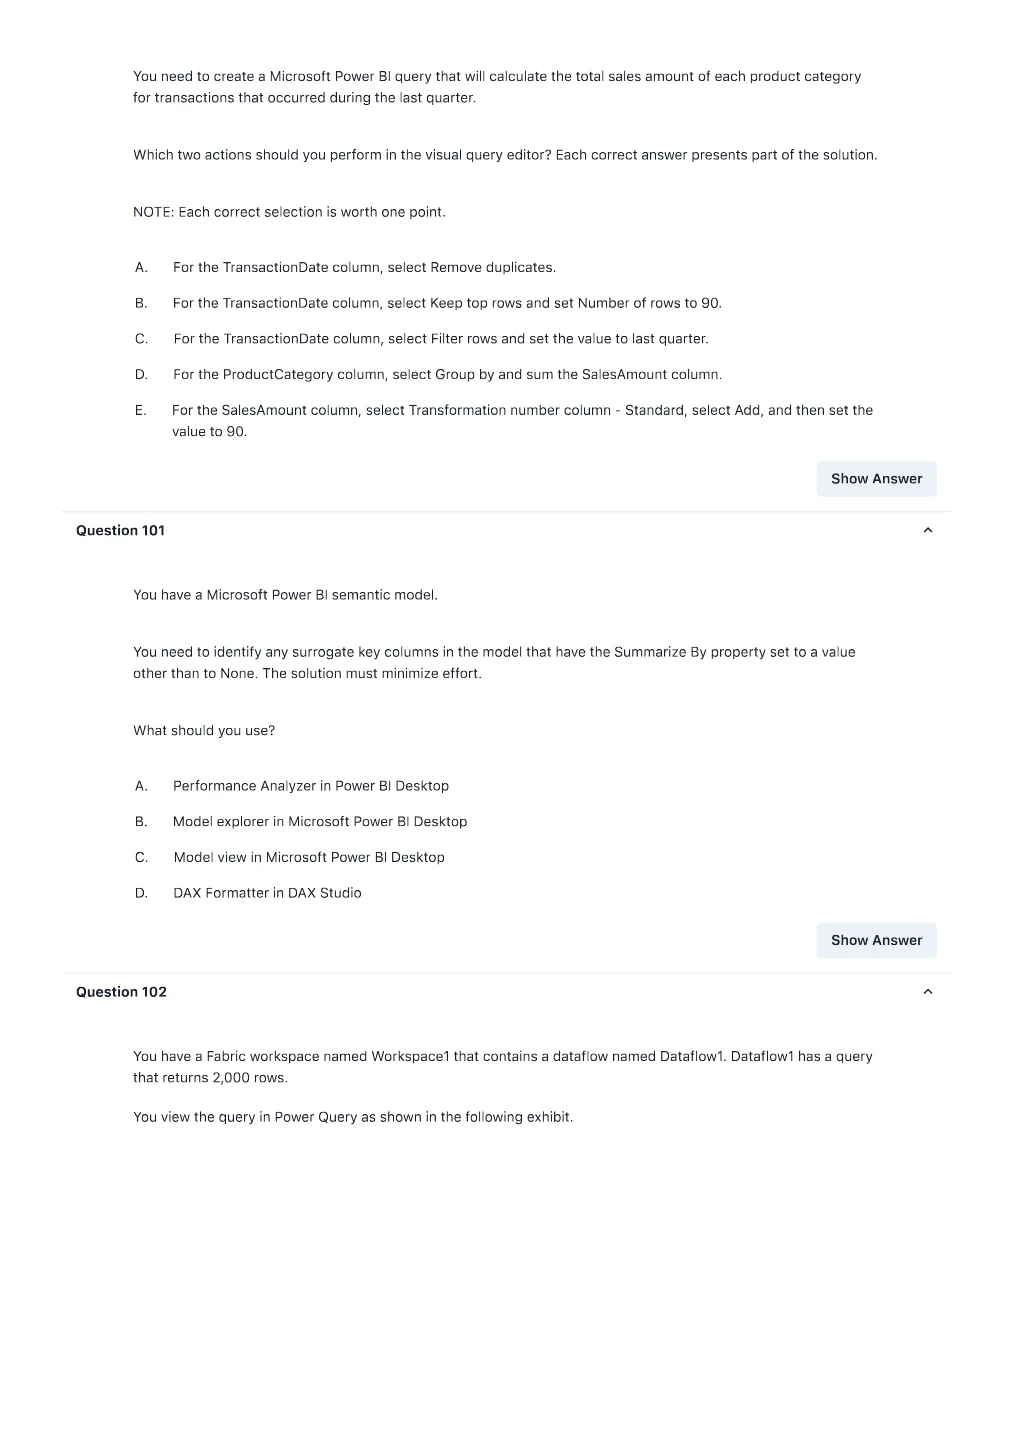 You need to create a Microsoft Power BI query that will calculate the total sales amount of each product category
for transactions that occurred during the last quarter.
Which two actions should you perform in the visual query editor? Each correct answer presents part of the solution.
NOTE: Each correct selection is worth one point.
A. For the TransactionDate column, select Remove duplicates.
B. For the TransactionDate column, select Keep top rows and set Number of rows to 90.
C. For the TransactionDate column, select Filter rows and set the value to last quarter.
D. For the ProductCategory column, select Group by and sum the SalesAmount column.
E. For the SalesAmount column, select Transformation number column - Standard, select Add, and then set the
value to 90.
Show Answer
Question 101
You have a Microsoft Power BI semantic model.
You need to identify any surrogate key columns in the model that have the Summarize By property set to a value
other than to None. The solution must minimize effort.
What should you use?
A. Performance Analyzer in Power BI Desktop
B. Model explorer in Microsoft Power BI Desktop
C. Model view in Microsoft Power BI Desktop
D. DAX Formatter in DAX Studio
Show Answer
Question 102
You have a Fabric workspace named Workspace1 that contains a dataflow named Dataflow1. Dataflow1 has a query
that returns 2,000 rows.
You view the query in Power Query as shown in the following exhibit.